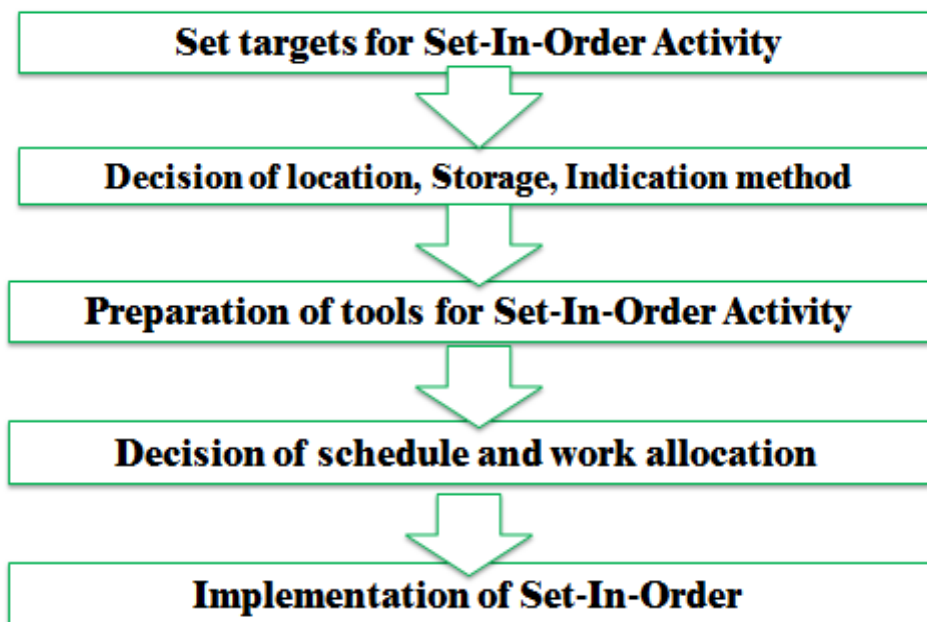 Set targets for Set-In-Order Activity
Decision of location, Storage, Indication method
Preparation of tools for Set-In-Order Activity
Decision of schedule and work allocation
Implementation of Set-In-Order